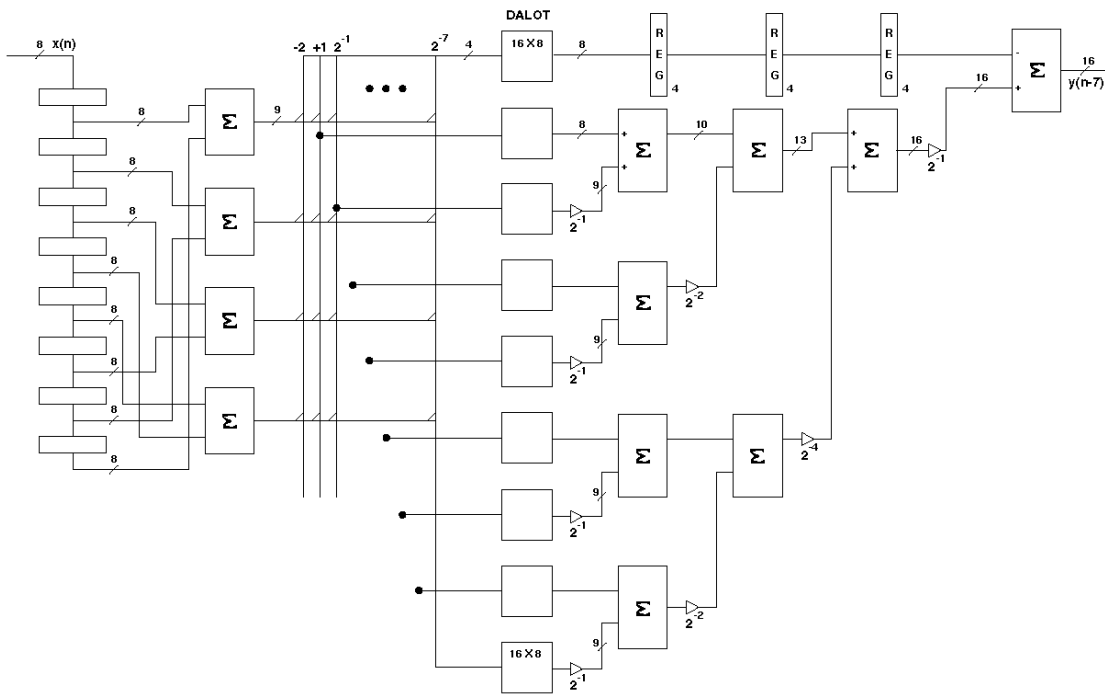 DALOT
8 x(n)
-2 +1 2^-1 2^-7 4 16 X 8 8
R E G 4
R E G 4
R E G 4
- Σ 16
y(n-7)
16 +
8 Σ 9
8 + Σ 10 Σ 13 + Σ 16 2^-1
8 + +
9
8 Σ 2^-1
8 Σ 2^-2
8 9
8 Σ 2^-1
8 Σ
8
8 Σ Σ 2^-4
9
2^-1
Σ 2^-2
9
16 X 8 2^-1